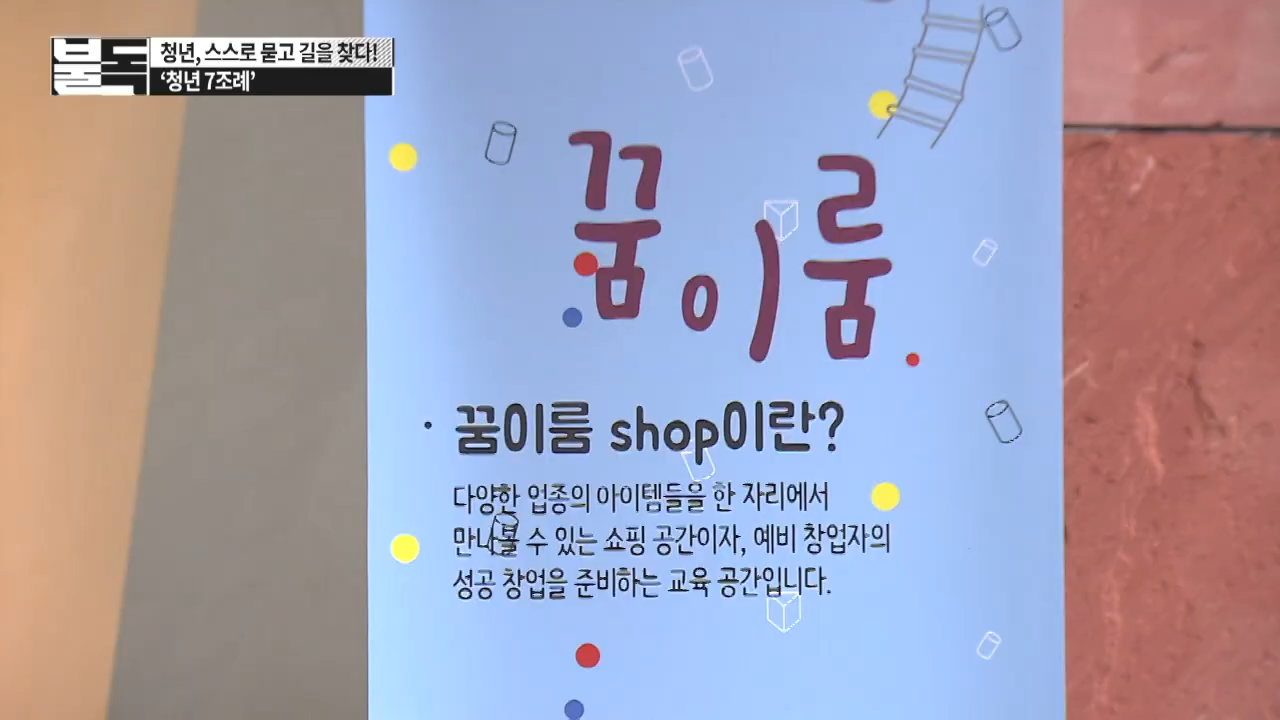 불독
청년, 스스로 묻고 길을 찾다!
‘청년 7조례’
꿈이룸
꿈이룸 shop이란?
다양한 업종의 아이템들을 한 자리에서
만나볼 수 있는 쇼핑 공간이자, 예비 창업자의
성공 창업을 준비하는 교육 공간입니다.